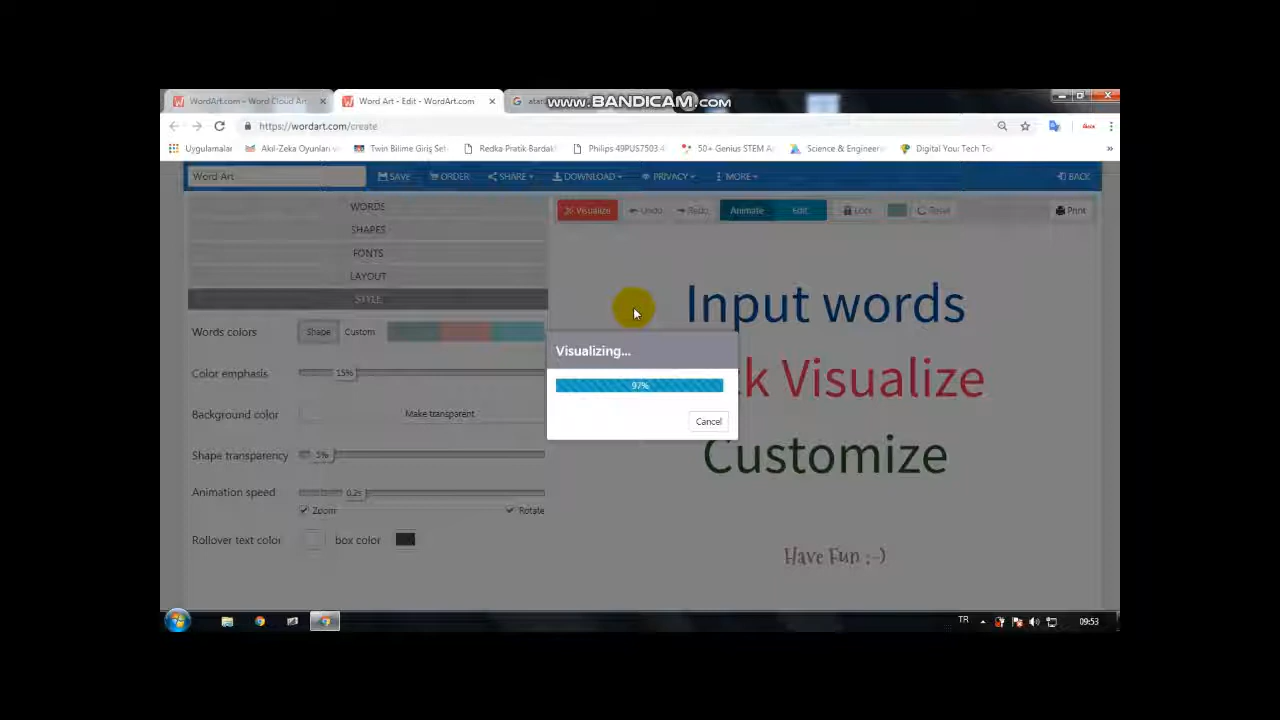 WordArt.com - Word Cloud Art
Word Art - Edit - WordArt.com
www.BANDICAM.com
https://wordart.com/create
Uygulamalar
Akıl-Zeka Oyunları v
Twin Bilime Giriş Set
Redka Pratik Bardak
Philips 49PUS7503 4
50+ Genius STEM A
Science & Engineer
Digital You: Tech To
»
Word Art
SAVE
ORDER
SHARE
DOWNLOAD
PRIVACY
MORE
BACK
WORDS
SHAPES
FONTS
LAYOUT
STYLE
Visualize
Undo
Redo
Animate
Edit
Lock
Reset
Print
Words colors
Shape
Custom
Color emphasis
15%
Background color
Make transparent
Shape transparency
5%
Animation speed
0.2s
Zoom
Rotate
Rollover text color
box color
Input words
k Visualize
Customize
Have Fun :-)
Visualizing...
97%
Cancel
TR
09:53